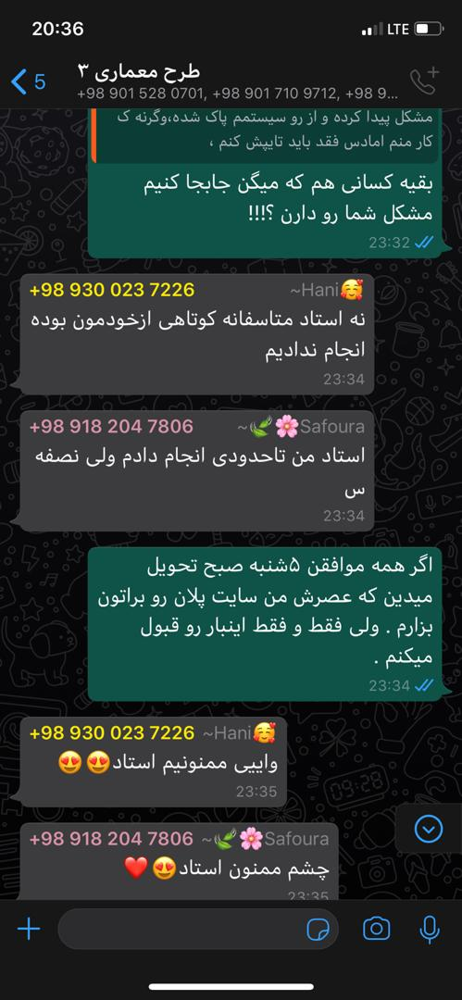 20:36
LTE
5
طرح معماری ۳
+98 901 528 0701, +98 901 710 9712, +98 9...
مشکل پیدا کرده و از رو سیستمم پاک شده،وگرنه ک
کار منم امادس فقد باید تایپش کنم ،
بقیه کسانی هم که میگن جابجا کنیم
مشکل شما رو دارن ؟!!!
23:32
+98 930 023 7226 ~Hani🥰
نه استاد متاسفانه کوتاهی ازخودمون بوده
انجام ندادیم
23:34
+98 918 204 7806 ~🌿🌸Safoura
استاد من تاحدودی انجام دادم ولی نصفه
س
23:34
اگر همه موافقن ۵شنبه صبح تحویل
میدین که عصرش من سایت پلان رو براتون
بزارم . ولی فقط و فقط اینبار رو قبول
میکنم .
23:34
+98 930 023 7226 ~Hani🥰
واییی ممنونیم استاد😍😍
23:35
+98 918 204 7806 ~🌿🌸Safoura
چشم ممنون استاد😍❤️
23:35